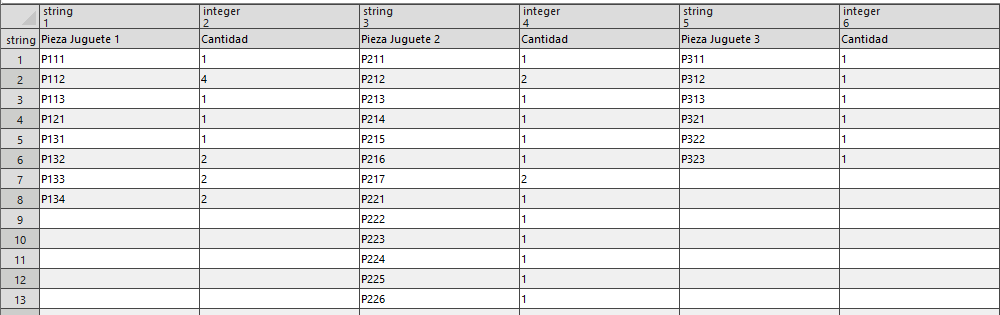 string integer string integer string integer
1 2 3 4 5 6
string Pieza Juguete 1 Cantidad Pieza Juguete 2 Cantidad Pieza Juguete 3 Cantidad
1 P111 1 P211 1 P311 1
2 P112 4 P212 2 P312 1
3 P113 1 P213 1 P313 1
4 P121 1 P214 1 P321 1
5 P131 1 P215 1 P322 1
6 P132 2 P216 1 P323 1
7 P133 2 P217 2
8 P134 2 P221 1
9 P222 1
10 P223 1
11 P224 1
12 P225 1
13 P226 1